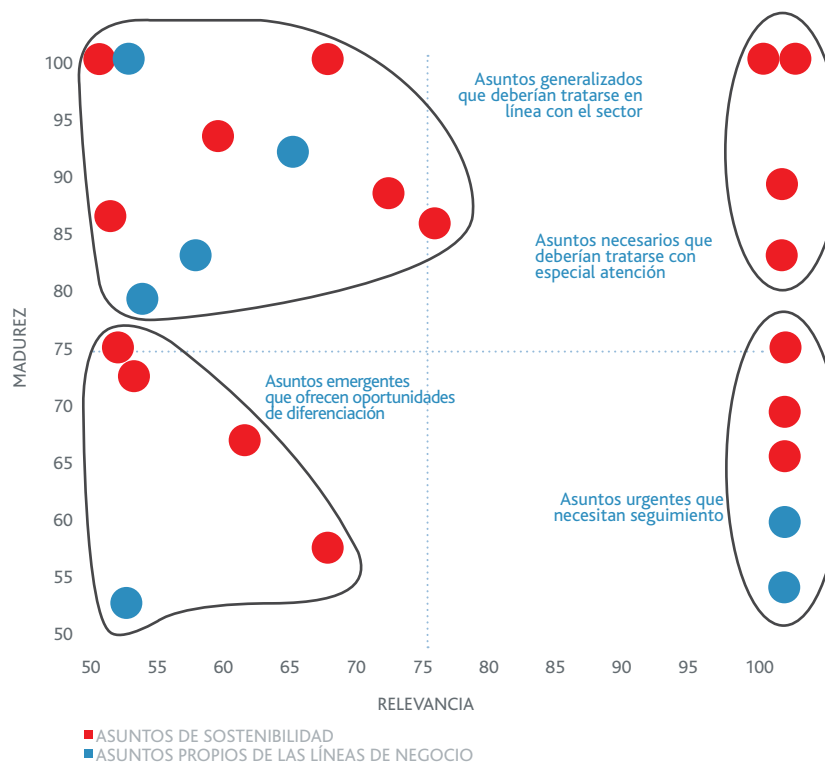 100
95
90
85
80
75
70
65
60
55
50
MADUREZ
Asuntos generalizados
que deberían tratarse en
línea con el sector
Asuntos necesarios que
deberían tratarse con
especial atención
Asuntos emergentes
que ofrecen oportunidades
de diferenciación
Asuntos urgentes que
necesitan seguimiento
50 55 60 65 70 75 80 85 90 95 100
RELEVANCIA
ASUNTOS DE SOSTENIBILIDAD
ASUNTOS PROPIOS DE LAS LÍNEAS DE NEGOCIO